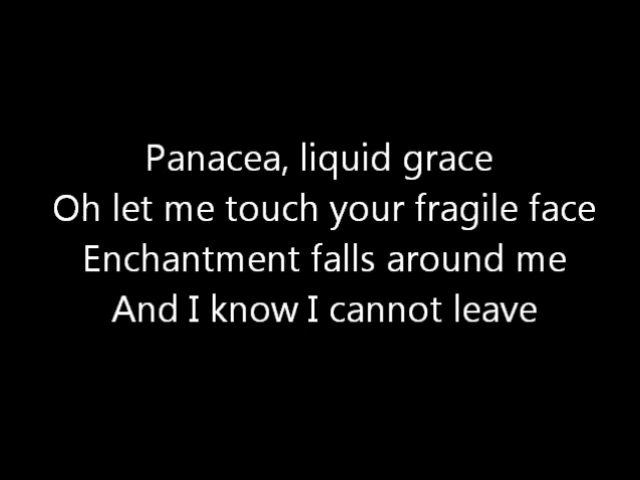 Panacea, liquid grace
Oh let me touch your fragile face
Enchantment falls around me
And I know I cannot leave